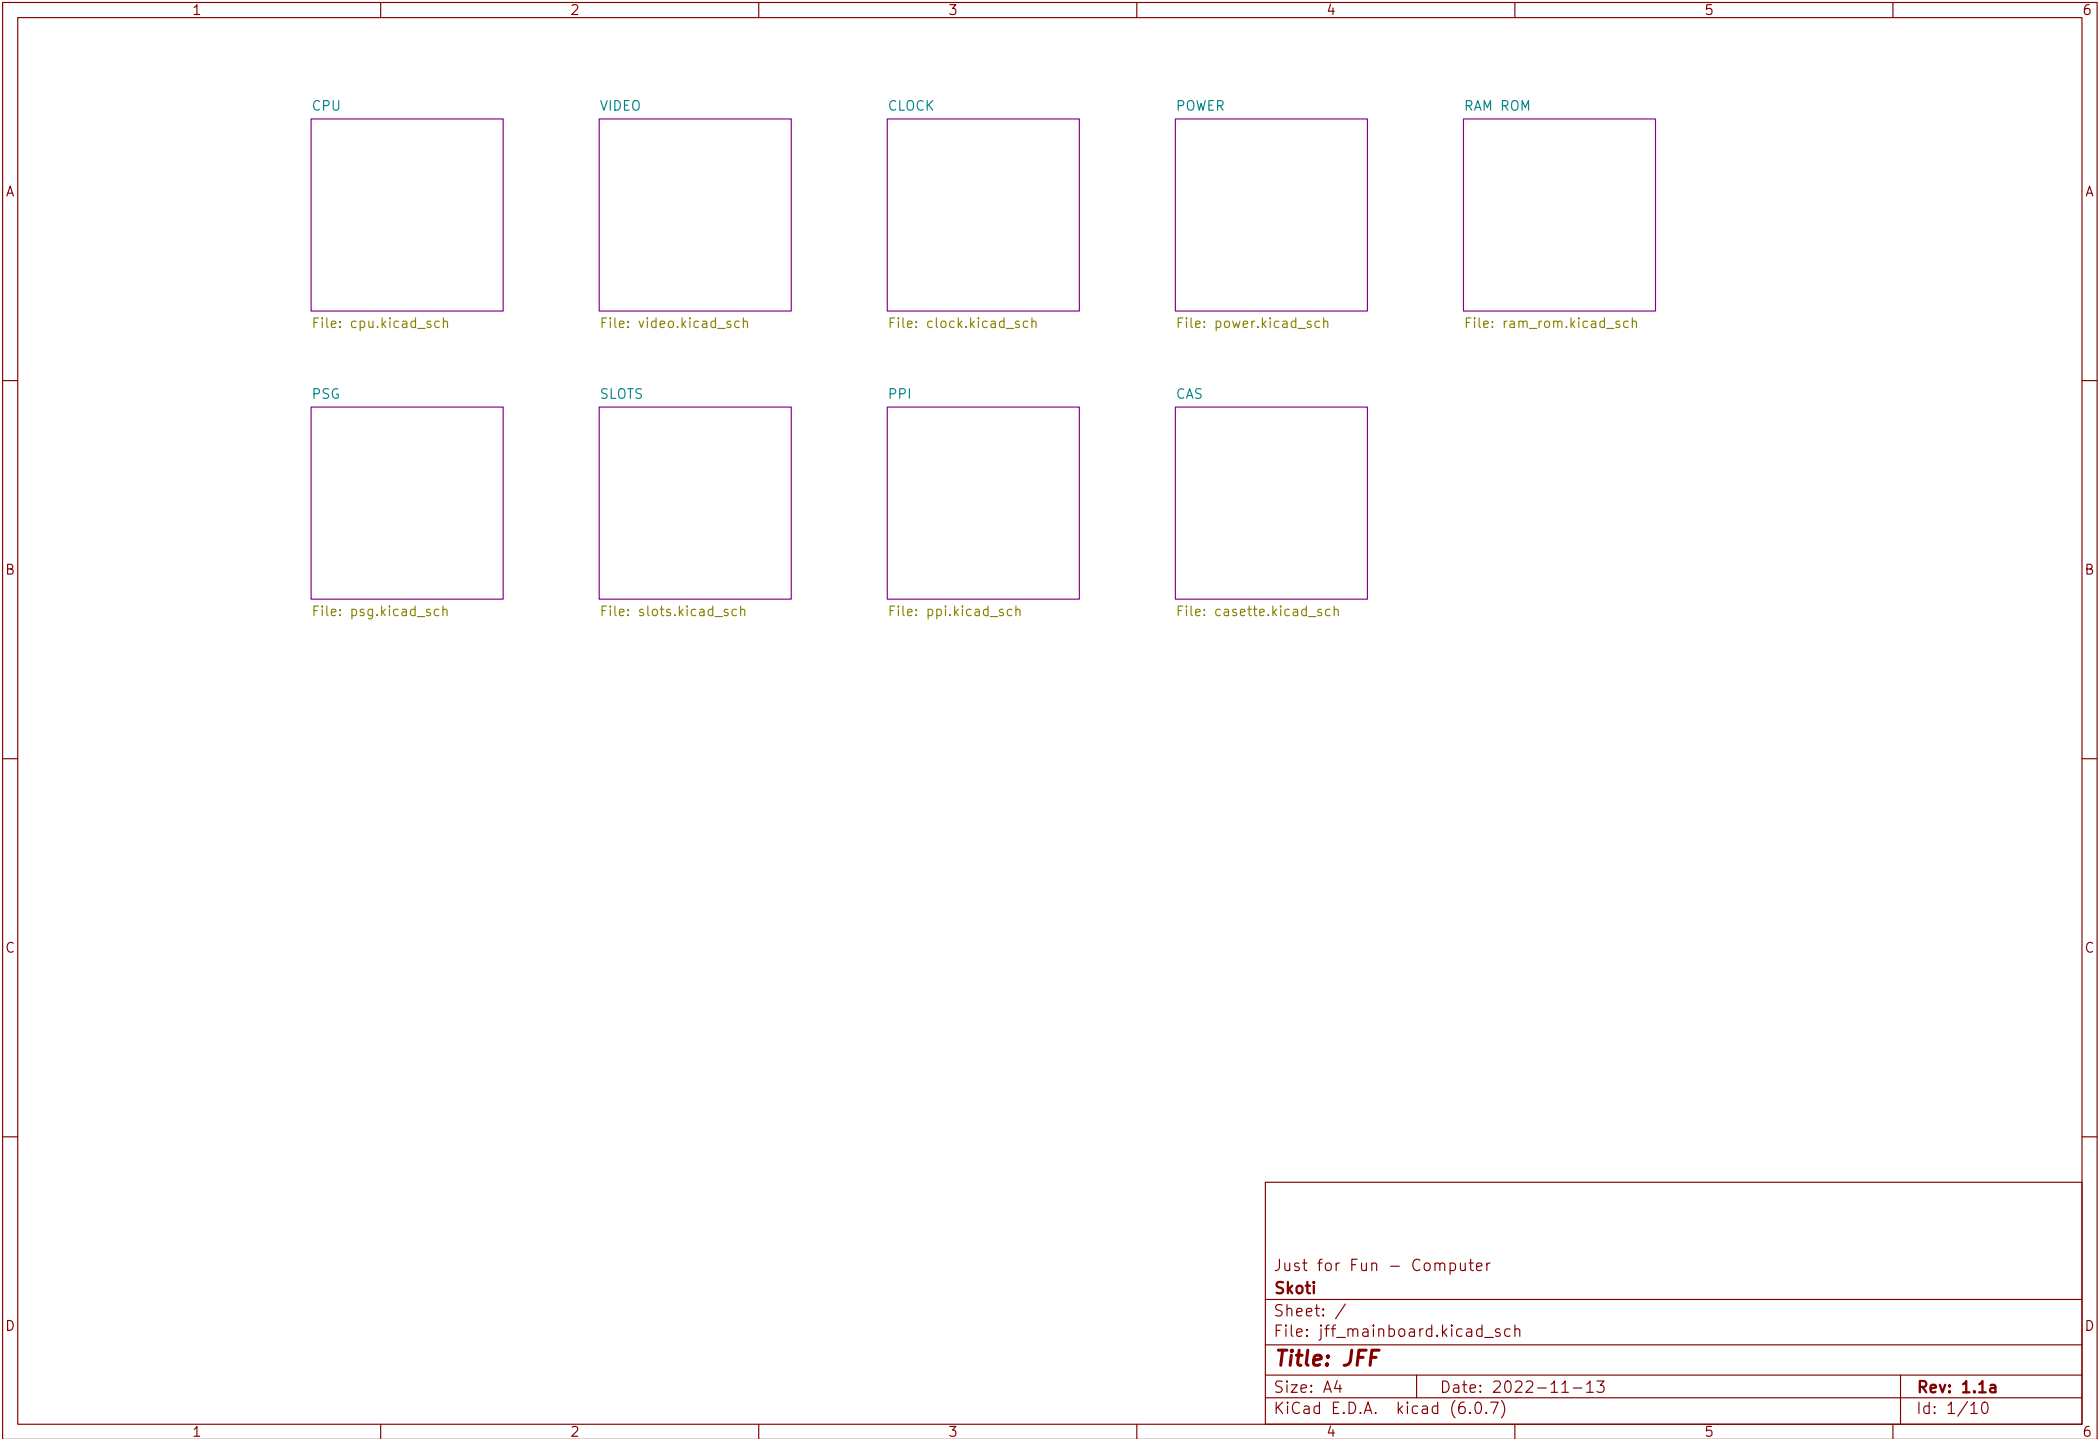 1 2 3 4 5 6
CPU VIDEO CLOCK POWER RAM ROM
A A
File: cpu.kicad_sch File: video.kicad_sch File: clock.kicad_sch File: power.kicad_sch File: ram_rom.kicad_sch
PSG SLOTS PPI CAS
B B
File: psg.kicad_sch File: slots.kicad_sch File: ppi.kicad_sch File: casette.kicad_sch
C C
Just for Fun – Computer
Skoti
Sheet: /
D D
File: jff_mainboard.kicad_sch
Title: JFF
Size: A4 Date: 2022-11-13 Rev: 1.1a
KiCad E.D.A. kicad (6.0.7) Id: 1/10
1 2 3 4 5 6